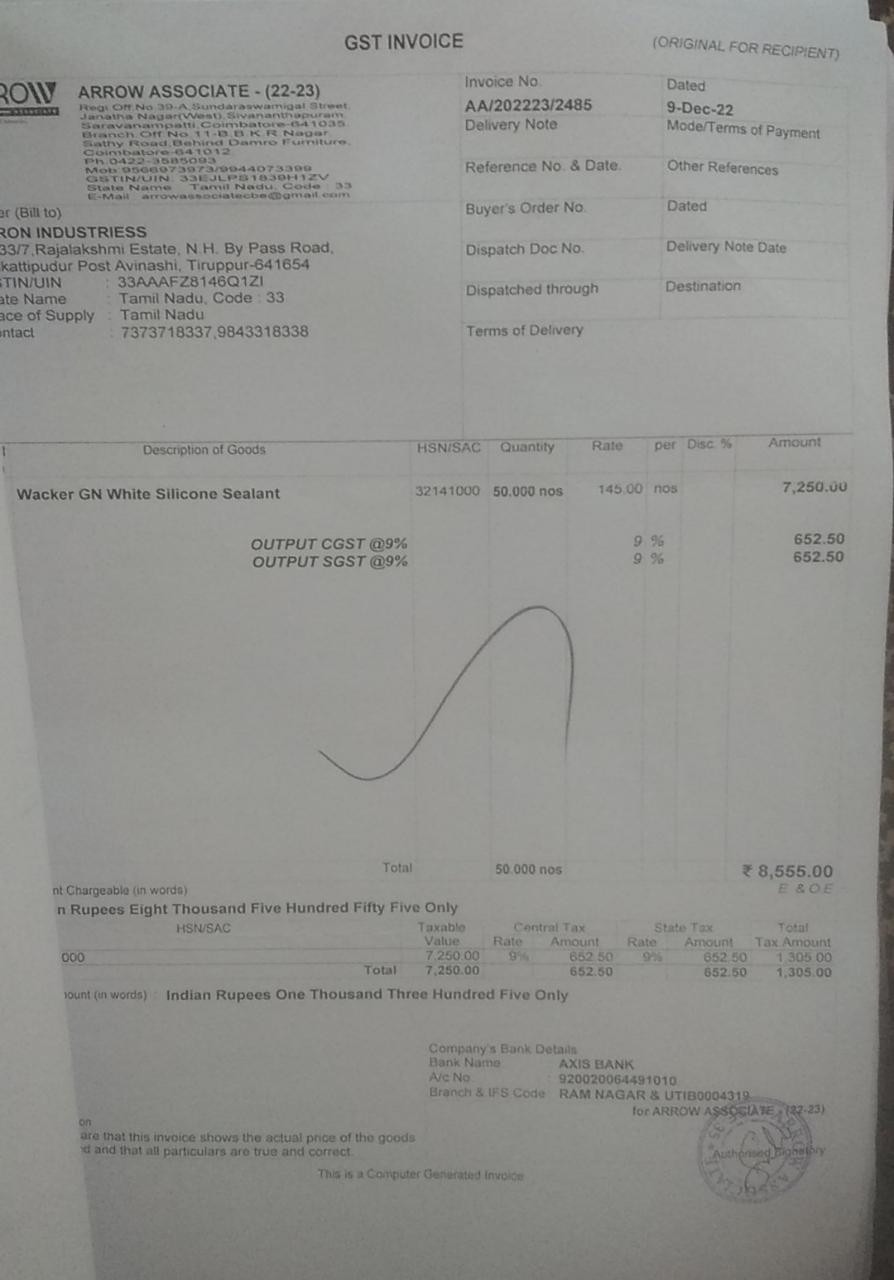 GST INVOICE
(ORIGINAL FOR RECIPIENT)
ROW
ARROW ASSOCIATE - (22-23)
Regi Off.No 39-A,Sundaraswamigal Street,
Janatha Nagar(West),Sivananthapuram,
Saravanampatti,Coimbatore-641035.
Branch.Off No 11-B.B.K.R Nagar
Sathy Road,Behind Damro Furniture,
Coimbatore-641012
Ph.0422-3585093
Mob 9566973973/9944073399
GSTIN/UIN: 33EJLPS1839H1ZV
State Name : Tamil Nadu, Code : 33
E-Mail : arrowassociatecbe@gmail.com
Invoice No. Dated
AA/202223/2485 9-Dec-22
Delivery Note Mode/Terms of Payment
Reference No. & Date. Other References
Buyer's Order No. Dated
Dispatch Doc No. Delivery Note Date
Dispatched through Destination
Terms of Delivery
er (Bill to)
RON INDUSTRIESS
33/7,Rajalakshmi Estate, N.H. By Pass Road,
kattipudur Post Avinashi, Tiruppur-641654
TIN/UIN : 33AAAFZ8146Q1ZI
ate Name : Tamil Nadu, Code : 33
ace of Supply : Tamil Nadu
ntact : 7373718337,9843318338
Description of Goods HSN/SAC Quantity Rate per Disc. % Amount
Wacker GN White Silicone Sealant 32141000 50.000 nos 145.00 nos 7,250.00
OUTPUT CGST @9% 9 % 652.50
OUTPUT SGST @9% 9 % 652.50
Total 50.000 nos ₹ 8,555.00
nt Chargeable (in words) E. & O.E
n Rupees Eight Thousand Five Hundred Fifty Five Only
HSN/SAC Taxable Central Tax State Tax Total
Value Rate Amount Rate Amount Tax Amount
000 7,250.00 9% 652.50 9% 652.50 1,305.00
Total 7,250.00 652.50 652.50 1,305.00
ount (in words) : Indian Rupees One Thousand Three Hundred Five Only
Company's Bank Details
Bank Name : AXIS BANK
A/c No. : 920020064491010
Branch & IFS Code : RAM NAGAR & UTIB0004319
for ARROW ASSOCIATE - (22-23)
on
are that this invoice shows the actual price of the goods
d and that all particulars are true and correct.
Authorised Signatory
This is a Computer Generated Invoice